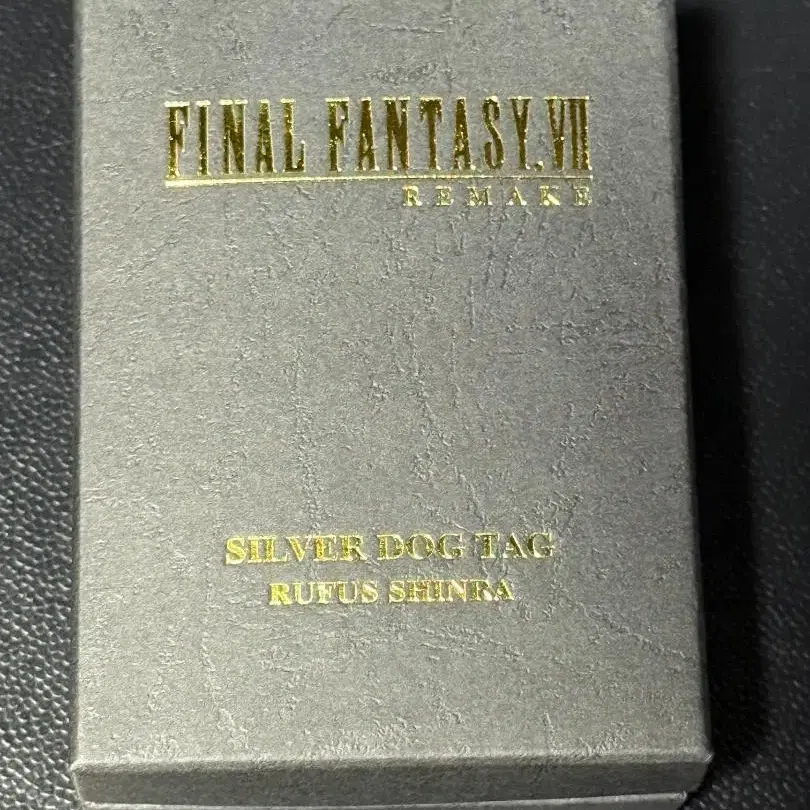 FINAL FANTASY.VII
REMAKE
SILVER DOG TAG
RUFUS SHINRA